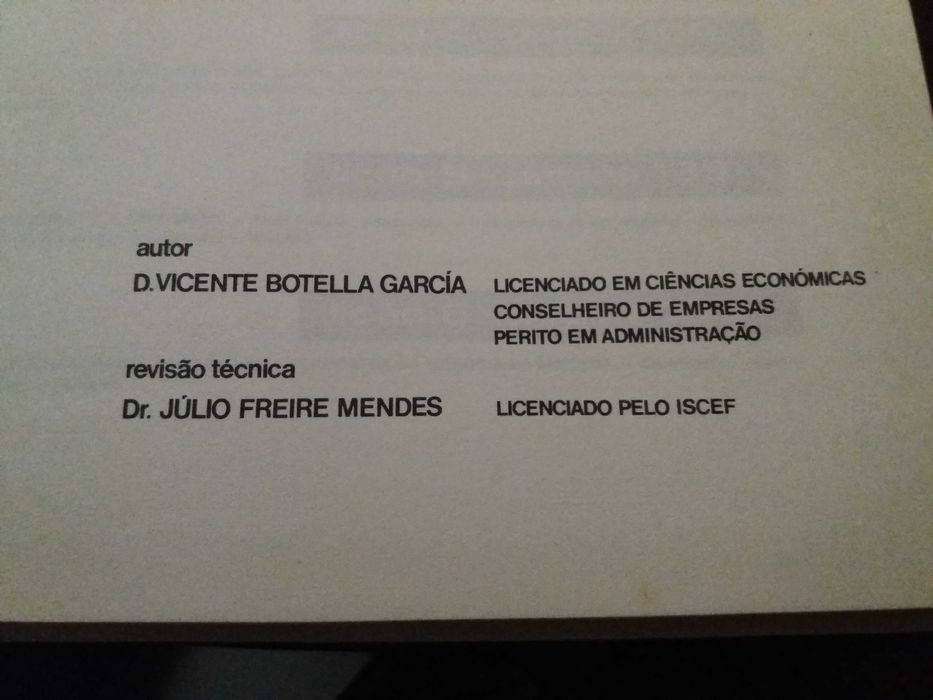 autor
D. VICENTE BOTELLA GARCÍA LICENCIADO EM CIÊNCIAS ECONÓMICAS
CONSELHEIRO DE EMPRESAS
PERITO EM ADMINISTRAÇÃO
revisão técnica
Dr. JÚLIO FREIRE MENDES LICENCIADO PELO ISCEF